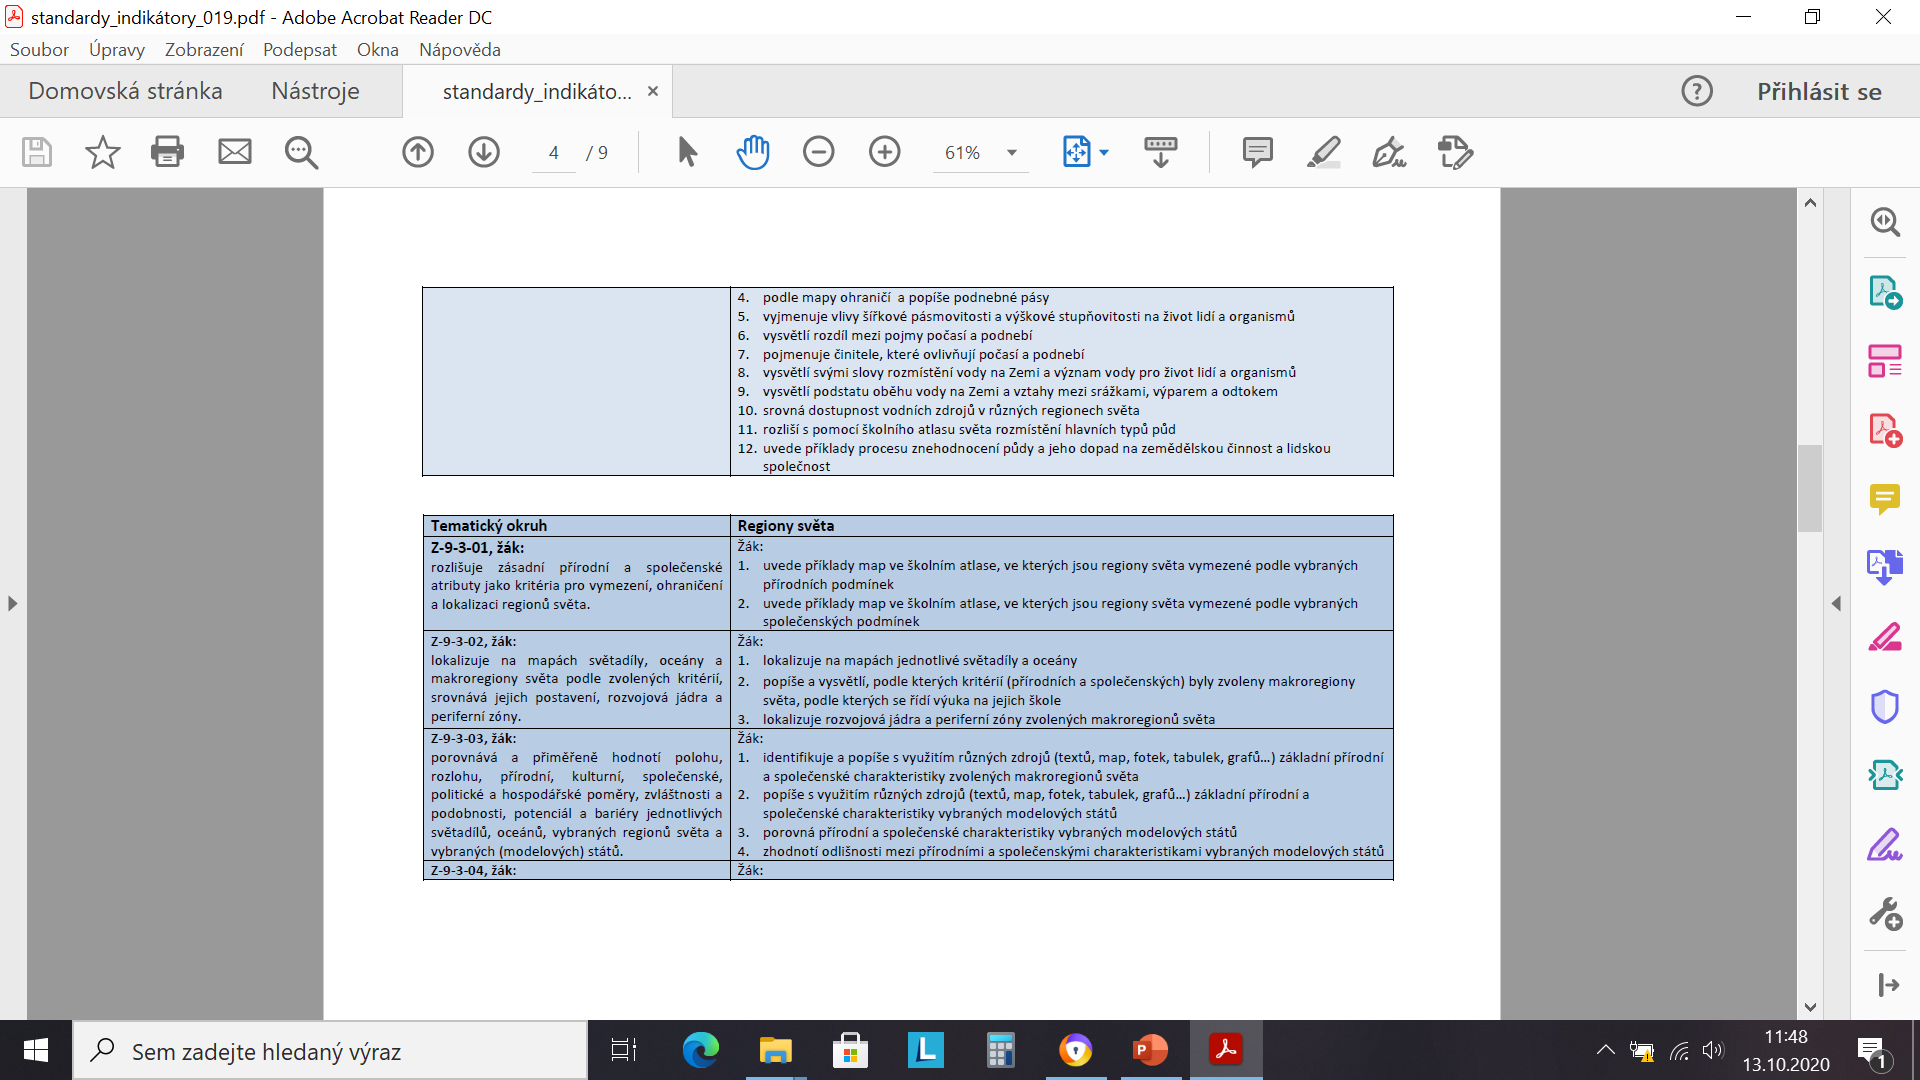 standardy_indikátory_019.pdf - Adobe Acrobat Reader DC
Soubor Úpravy Zobrazení Podepsat Okna Nápověda
Domovská stránka Nástroje standardy_indikáto... Přihlásit se
4 / 9 61%
4. podle mapy ohraničí a popíše podnebné pásy
5. vyjmenuje vlivy šířkové pásmovitosti a výškové stupňovitosti na život lidí a organismů
6. vysvětlí rozdíl mezi pojmy počasí a podnebí
7. pojmenuje činitele, které ovlivňují počasí a podnebí
8. vysvětlí svými slovy rozmístění vody na Zemi a význam vody pro život lidí a organismů
9. vysvětlí podstatu oběhu vody na Zemi a vztahy mezi srážkami, výparem a odtokem
10. srovná dostupnost vodních zdrojů v různých regionech světa
11. rozliší s pomocí školního atlasu světa rozmístění hlavních typů půd
12. uvede příklady procesu znehodnocení půdy a jeho dopad na zemědělskou činnost a lidskou
společnost
Tematický okruh
Regiony světa
Z-9-3-01, žák:
rozlišuje zásadní přírodní a společenské
atributy jako kritéria pro vymezení, ohraničení
a lokalizaci regionů světa.
Žák:
1. uvede příklady map ve školním atlase, ve kterých jsou regiony světa vymezené podle vybraných
přírodních podmínek
2. uvede příklady map ve školním atlase, ve kterých jsou regiony světa vymezené podle vybraných
společenských podmínek
Z-9-3-02, žák:
lokalizuje na mapách světadíly, oceány a
makroregiony světa podle zvolených kritérií,
srovnává jejich postavení, rozvojová jádra a
periferní zóny.
Žák:
1. lokalizuje na mapách jednotlivé světadíly a oceány
2. popíše a vysvětlí, podle kterých kritérií (přírodních a společenských) byly zvoleny makroregiony
světa, podle kterých se řídí výuka na jejich škole
3. lokalizuje rozvojová jádra a periferní zóny zvolených makroregionů světa
Z-9-3-03, žák:
porovnává a přiměřeně hodnotí polohu,
rozlohu, přírodní, kulturní, společenské,
politické a hospodářské poměry, zvláštnosti a
podobnosti, potenciál a bariéry jednotlivých
světadílů, oceánů, vybraných regionů světa a
vybraných (modelových) států.
Žák:
1. identifikuje a popíše s využitím různých zdrojů (textů, map, fotek, tabulek, grafů…) základní přírodní
a společenské charakteristiky zvolených makroregionů světa
2. popíše s využitím různých zdrojů (textů, map, fotek, tabulek, grafů…) základní přírodní a
společenské charakteristiky vybraných modelových států
3. porovná přírodní a společenské charakteristiky vybraných modelových států
4. zhodnotí odlišnosti mezi přírodními a společenskými charakteristikami vybraných modelových států
Z-9-3-04, žák:
Žák:
Sem zadejte hledaný výraz
L
P
11:48
13.10.2020
1